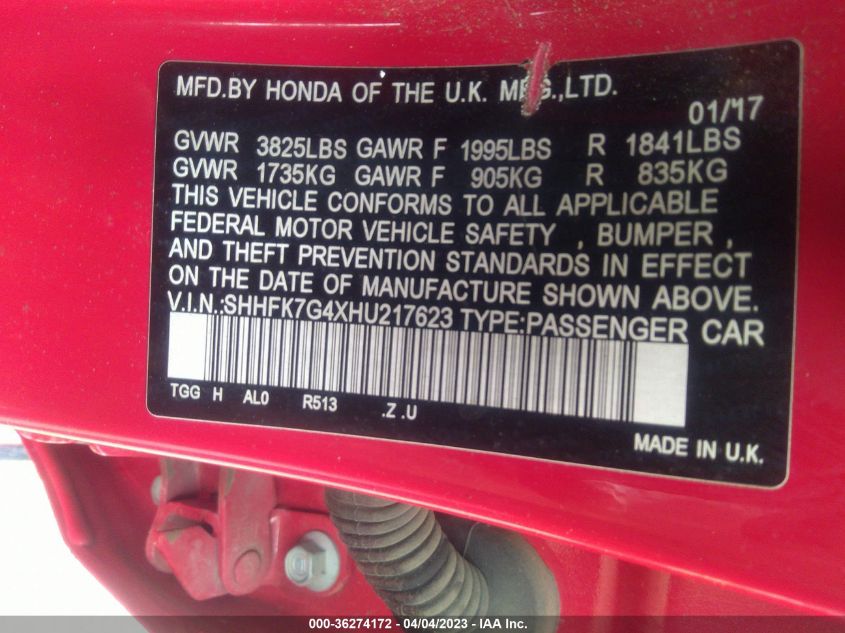 MFD.BY HONDA OF THE U.K. MFG.,LTD.
01/17
GVWR 3825LBS GAWR F 1995LBS R 1841LBS
GVWR 1735KG GAWR F 905KG R 835KG
THIS VEHICLE CONFORMS TO ALL APPLICABLE
FEDERAL MOTOR VEHICLE SAFETY , BUMPER ,
AND THEFT PREVENTION STANDARDS IN EFFECT
ON THE DATE OF MANUFACTURE SHOWN ABOVE.
V.I.N.:SHHFK7G4XHU217623 TYPE:PASSENGER CAR
TGG H AL0 R513 .Z .U
MADE IN U.K.
000-36274172 - 04/04/2023 - IAA Inc.